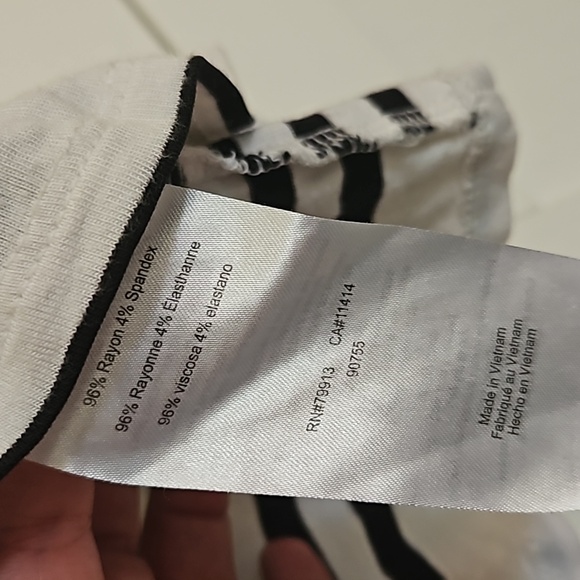 96% Rayon 4% Spandex
96% Rayonne 4% Élasthanne
96% viscosa 4% elastano
RN#79913 CA#11414
90755
Made in Vietnam
Fabriqué au Vietnam
Hecho en Vietnam